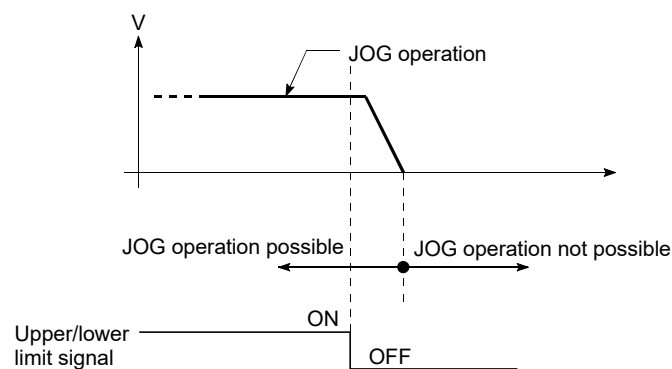 V
JOG operation
JOG operation possible
JOG operation not possible
ON
Upper/lower
limit signal
OFF